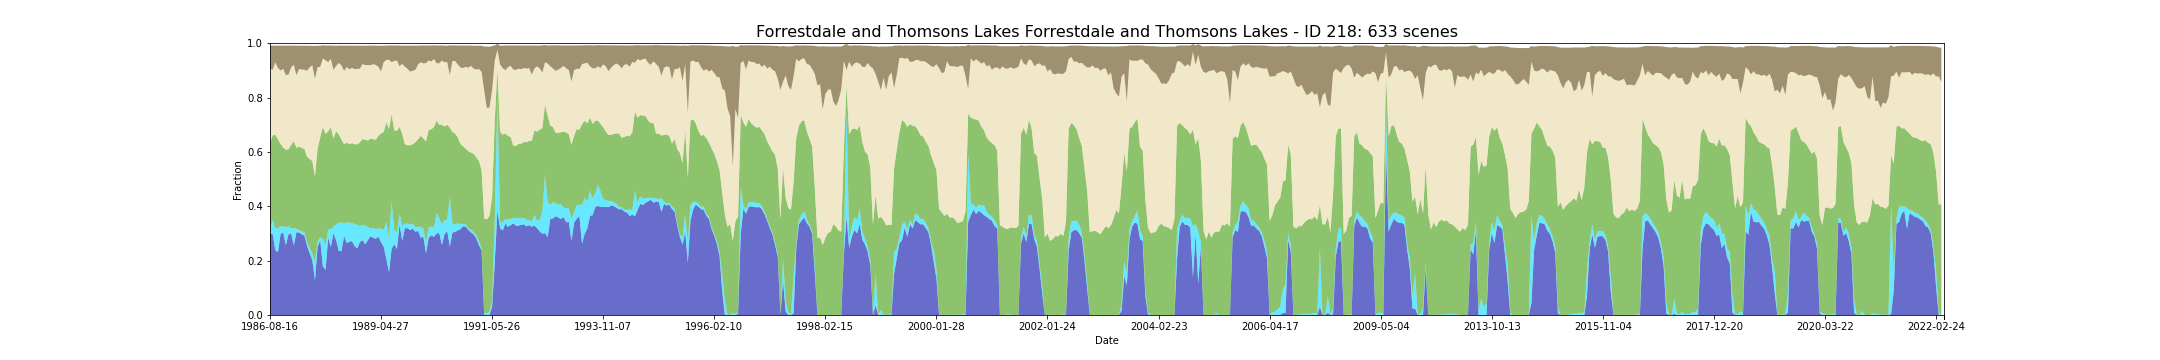 Forrestdale and Thomsons Lakes Forrestdale and Thomsons Lakes - ID 218: 633 scenes
1.0
0.8
0.6
0.4
0.2
0.0
Fraction
1986-08-16 1989-04-27 1991-05-26 1993-11-07 1996-02-10 1998-02-15 2000-01-28 2002-01-24 2004-02-23 2006-04-17 2009-05-04 2013-10-13 2015-11-04 2017-12-20 2020-03-22 2022-02-24
Date